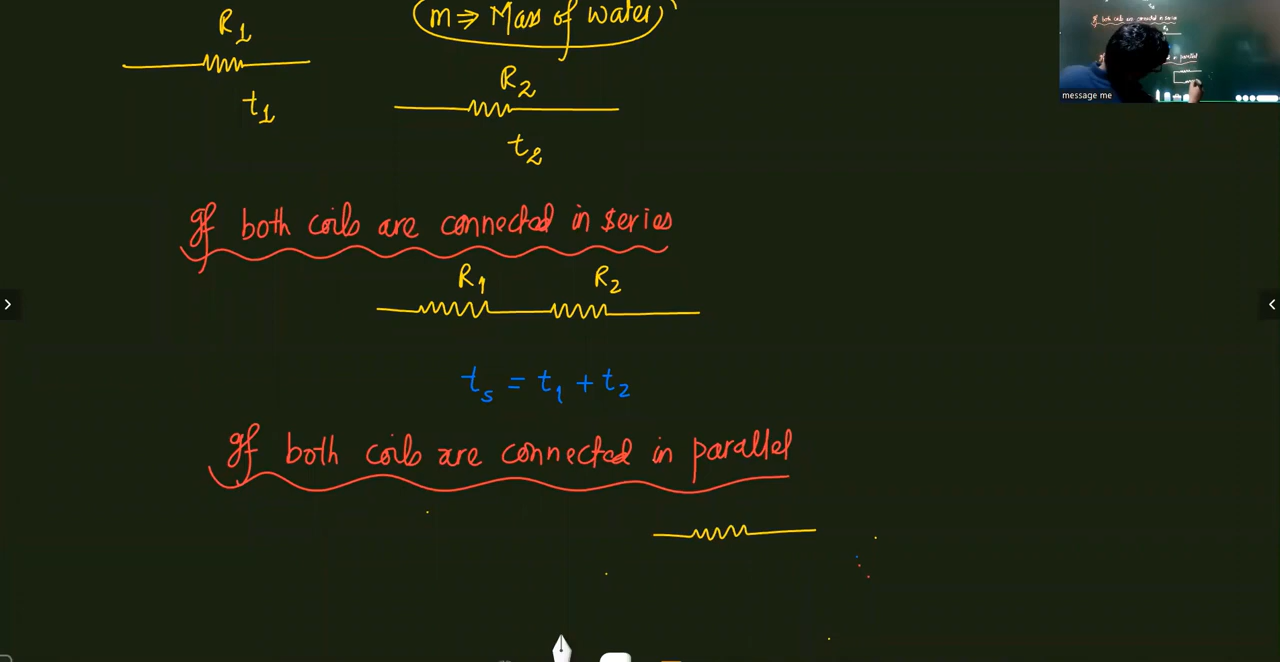 (m ⇒ Mass of water)
R1
t1
R2
t2
If both coils are connected in series
R1 R2
ts = t1 + t2
If both coils are connected in parallel
message me